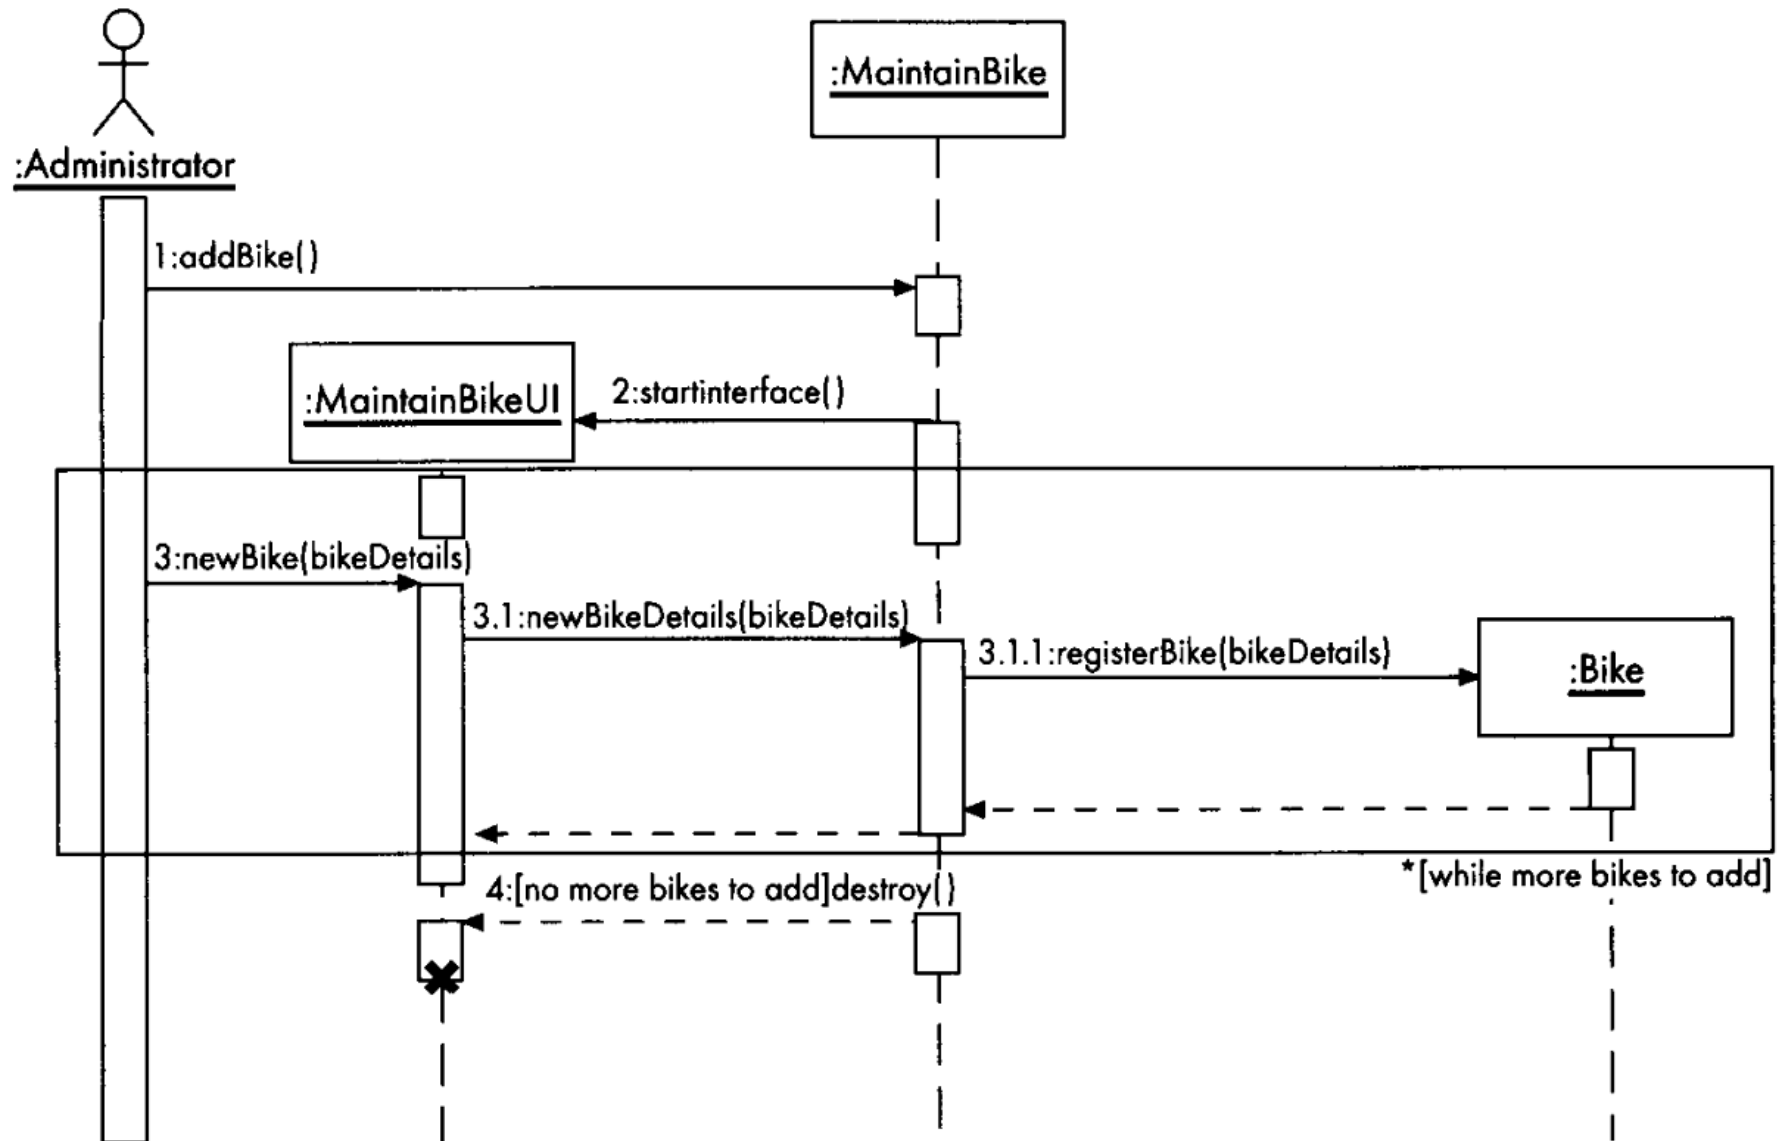 :MaintainBike
:Administrator
1:addBike()
:MaintainBikeUI
2:startinterface()
3:newBike(bikeDetails)
3.1:newBikeDetails(bikeDetails)
3.1.1:registerBike(bikeDetails)
:Bike
*[while more bikes to add]
4:[no more bikes to add]destroy()